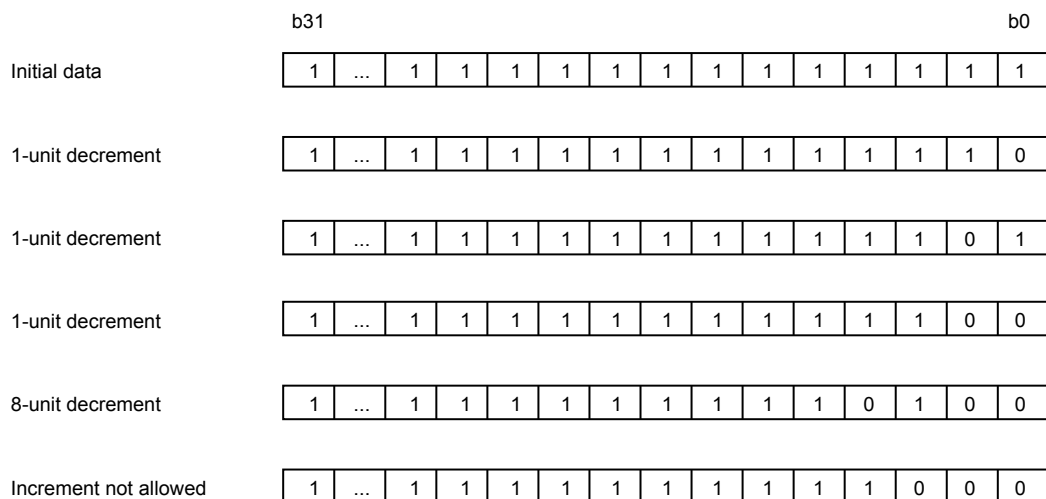 b31 b0
Initial data 1 ... 1 1 1 1 1 1 1 1 1 1 1 1 1
1-unit decrement 1 ... 1 1 1 1 1 1 1 1 1 1 1 1 0
1-unit decrement 1 ... 1 1 1 1 1 1 1 1 1 1 1 0 1
1-unit decrement 1 ... 1 1 1 1 1 1 1 1 1 1 1 0 0
8-unit decrement 1 ... 1 1 1 1 1 1 1 1 1 0 1 0 0
Increment not allowed 1 ... 1 1 1 1 1 1 1 1 1 1 0 0 0